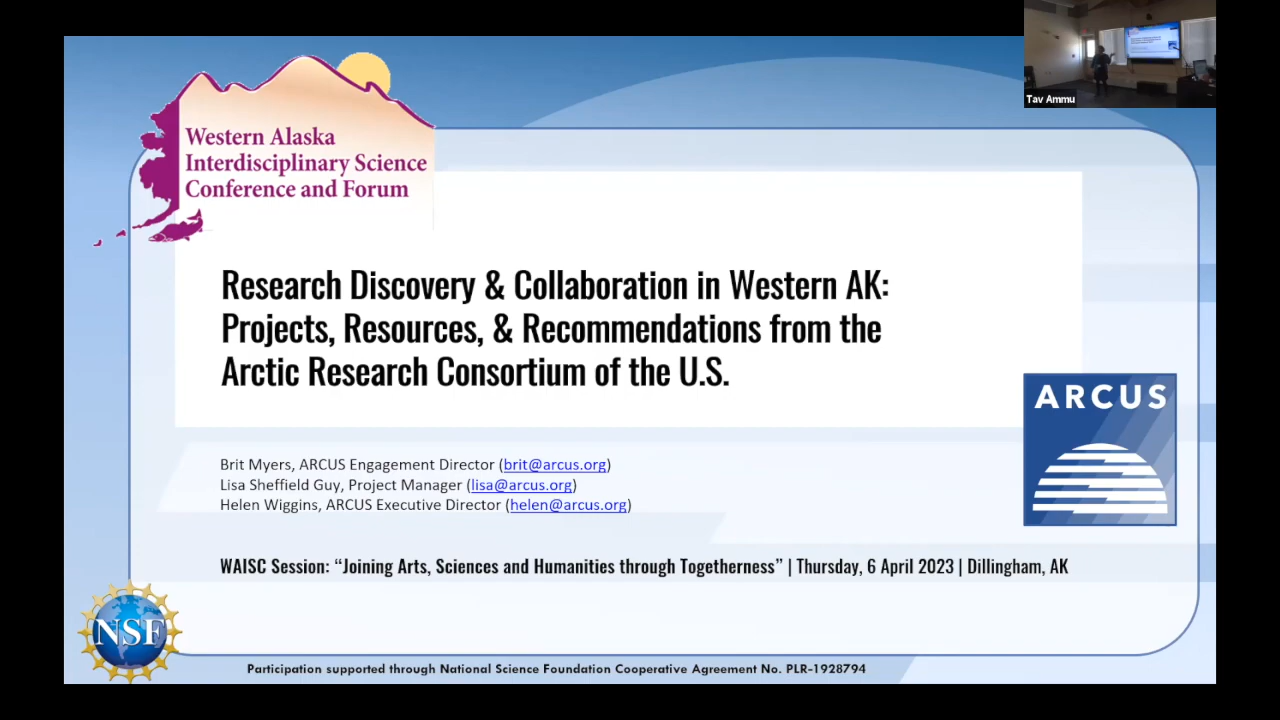 Tav Ammu
Western Alaska
Interdisciplinary Science
Conference and Forum
Research Discovery & Collaboration in Western AK:
Projects, Resources, & Recommendations from the
Arctic Research Consortium of the U.S.
ARCUS
Brit Myers, ARCUS Engagement Director (brit@arcus.org)
Lisa Sheffield Guy, Project Manager (lisa@arcus.org)
Helen Wiggins, ARCUS Executive Director (helen@arcus.org)
WAISC Session: “Joining Arts, Sciences and Humanities through Togetherness” | Thursday, 6 April 2023 | Dillingham, AK
NSF
Participation supported through National Science Foundation Cooperative Agreement No. PLR-1928794